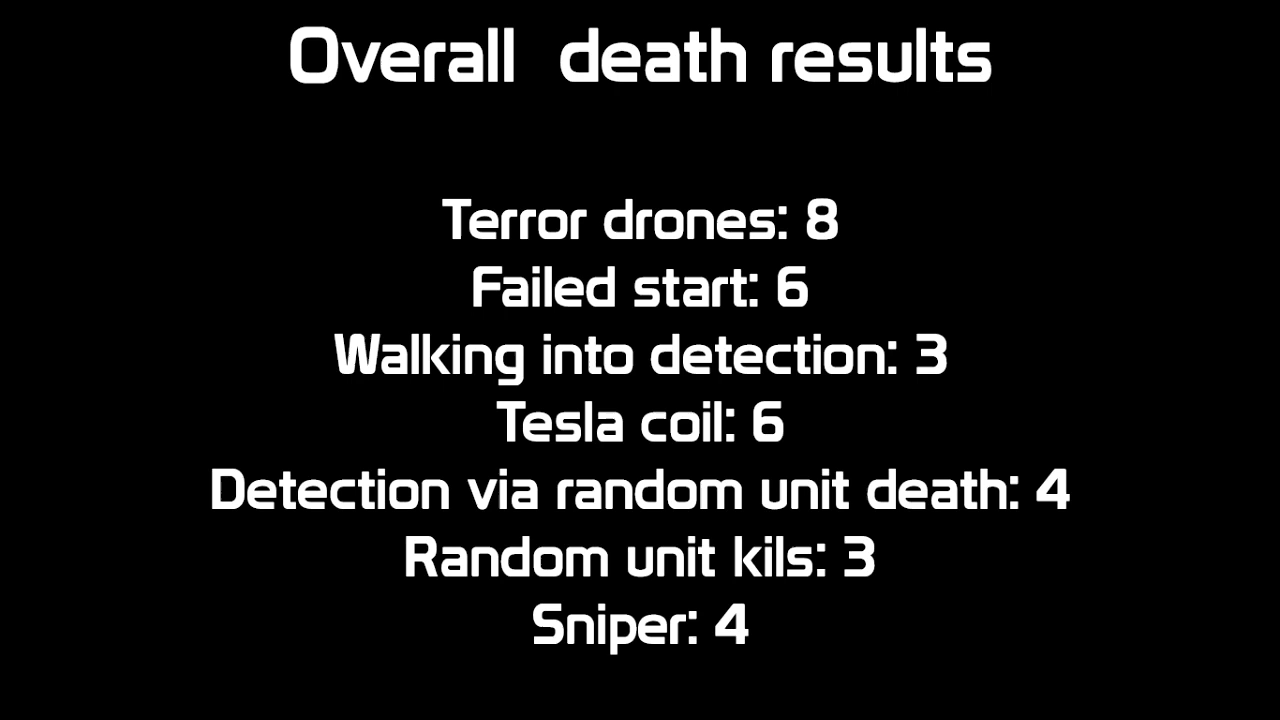 Overall  death results
Terror drones: 8
Failed start: 6
Walking into detection: 3
Tesla coil: 6
Detection via random unit death: 4
Random unit kils: 3
Sniper: 4